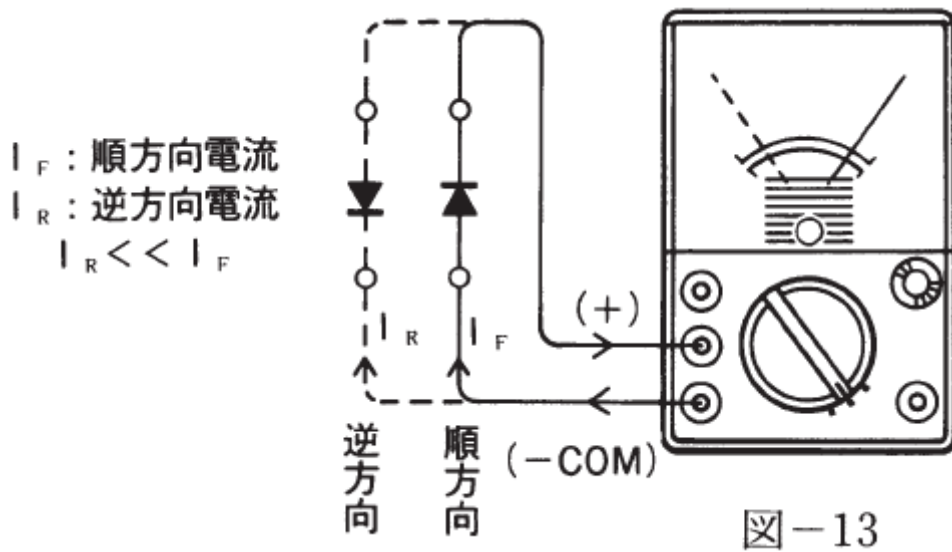 I F : 順方向電流
I R : 逆方向電流
I R << I F
I R
I F
(+)
(-COM)
逆方向
順方向
図-13